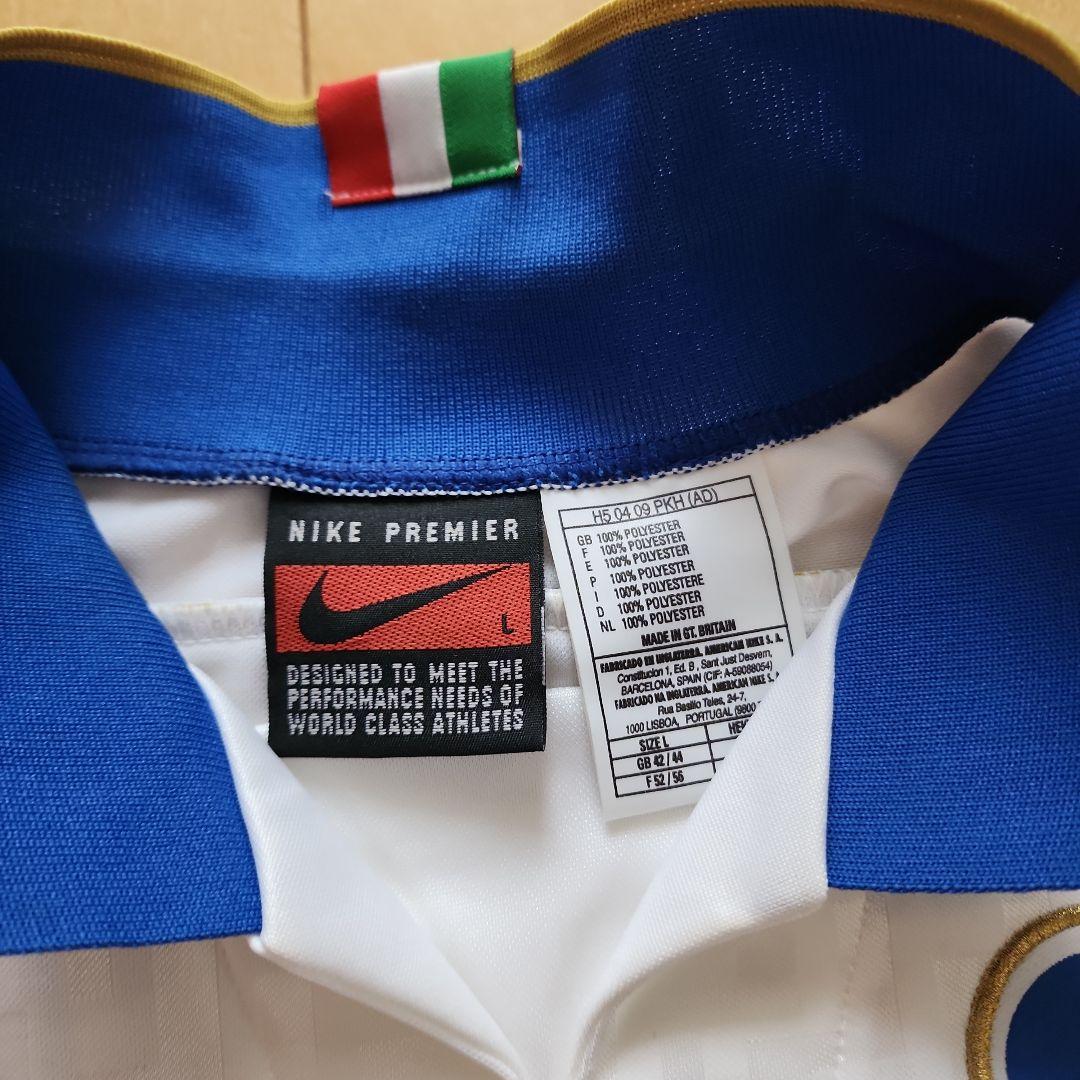 NIKE PREMIER
L
DESIGNED TO MEET THE
PERFORMANCE NEEDS OF
WORLD CLASS ATHLETES
H5 04 09 PKH (AD)
GB 100% POLYESTER
F 100% POLYESTER
E 100% POLYESTER
P 100% POLYESTER
I 100% POLIESTERE
D 100% POLYESTER
NL 100% POLYESTER
MADE IN GT. BRITAIN
FABRICADO EN INGLATERRA. AMERICAN NIKE S. A.
Constitucion 1, Ed. B, Sant Just Desvern,
BARCELONA, SPAIN (CIF: A-59088054)
FABRICADO NA INGLATERRA. AMERICAN NIKE S.
Rua Basilio Teles, 24-7,
1000 LISBOA, PORTUGAL (9800
SIZE L
GB 42 / 44
F 52 / 56